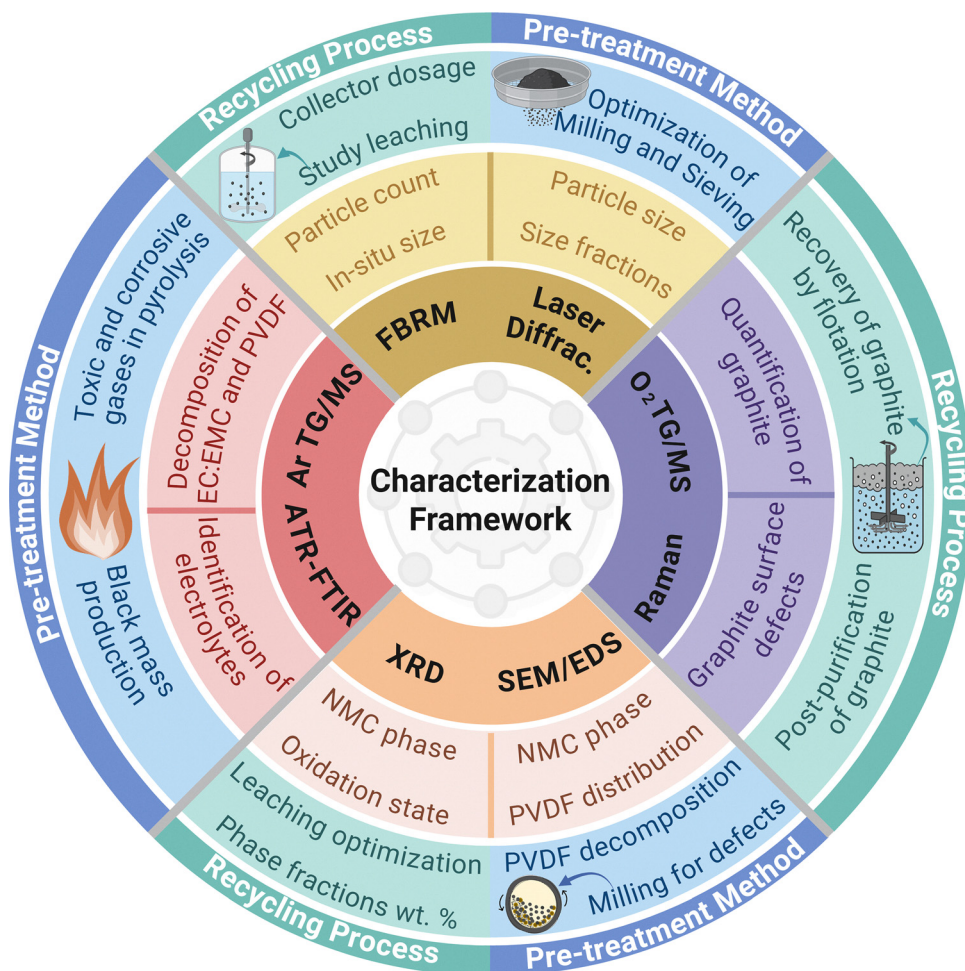 Recycling Process
Pre-treatment Method
Collector dosage
Study leaching
Optimization of
Milling and Sieving
Particle count
In-situ size
Particle size
Size fractions
FBRM
Laser
Diffrac.
Pre-treatment Method
Toxic and corrosive
gases in pyrolysis
Black mass
production
Decomposition of
EC:EMC and PVDF
Identification of
electrolytes
Ar TG/MS
ATR-FTIR
Characterization
Framework
O₂ TG/MS
Raman
Quantification of
graphite
Graphite surface
defects
Recovery of graphite
by flotation
Post-purification
of graphite
Recycling Process
XRD
SEM/EDS
NMC phase
Oxidation state
NMC phase
PVDF distribution
Leaching optimization
Phase fractions wt. %
PVDF decomposition
Milling for defects
Recycling Process
Pre-treatment Method